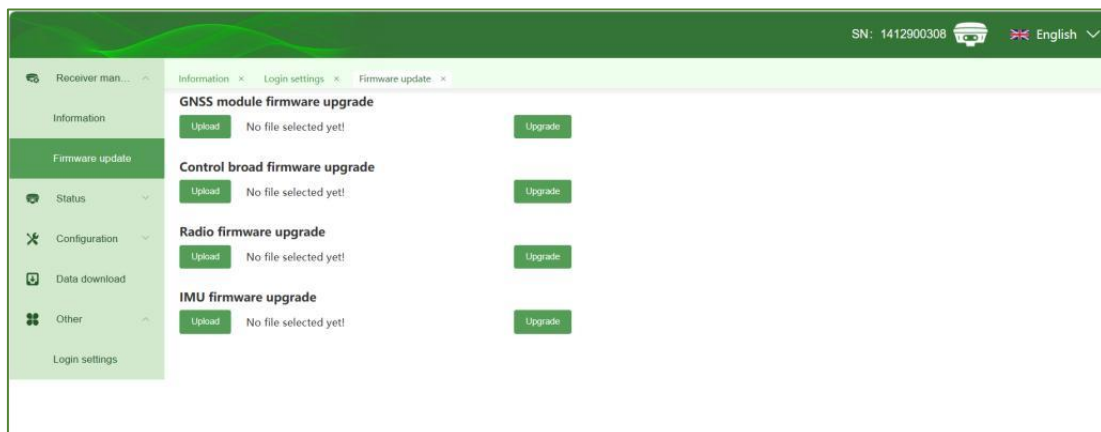 SN: 1412900308 English
Receiver man... Information × Login settings × Firmware update ×
GNSS module firmware upgrade
Information Upload No file selected yet! Upgrade
Firmware update
Control broad firmware upgrade
Upload No file selected yet! Upgrade
Status
Radio firmware upgrade
Configuration
Upload No file selected yet! Upgrade
Data download
IMU firmware upgrade
Other Upload No file selected yet! Upgrade
Login settings